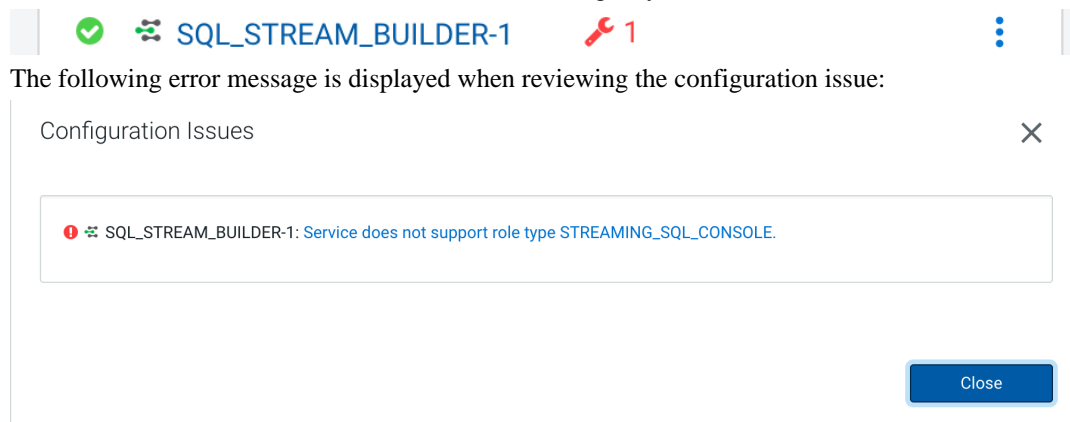 SQL_STREAM_BUILDER-1 1
The following error message is displayed when reviewing the configuration issue:
Configuration Issues
SQL_STREAM_BUILDER-1: Service does not support role type STREAMING_SQL_CONSOLE.
Close